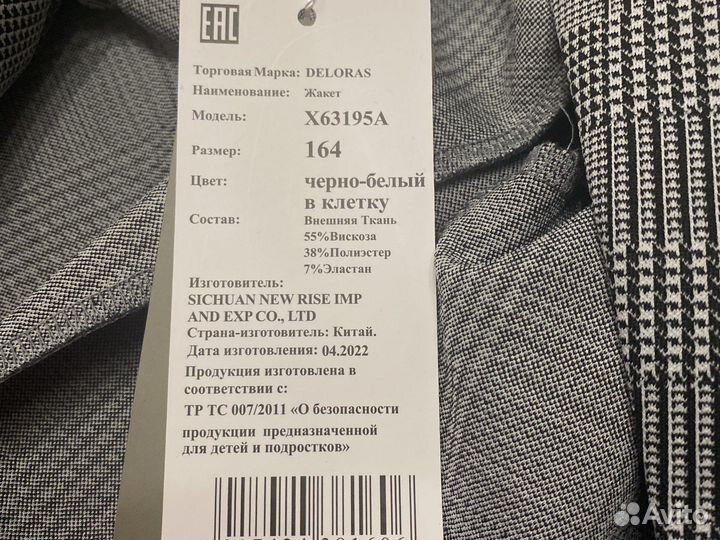 EAC
Торговая Марка: DELORAS
Наименование: Жакет
Модель: X63195A
Размер: 164
Цвет: черно-белый
в клетку
Состав: Внешняя Ткань
55%Вискоза
38%Полиэстер
7%Эластан
Изготовитель:
SICHUAN NEW RISE IMP
AND EXP CO., LTD
Страна-изготовитель: Китай.
Дата изготовления: 04.2022
Продукция изготовлена в
соответствии с:
ТР ТС 007/2011 «О безопасности
продукции предназначенной
для детей и подростков»
Avito